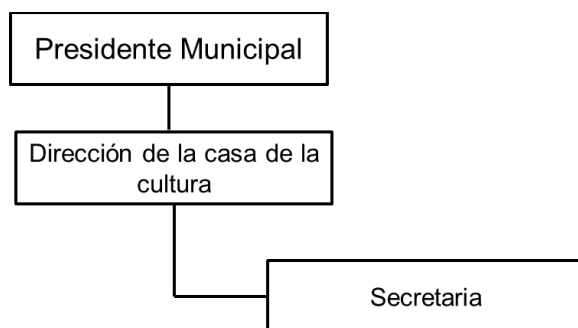 Presidente Municipal
Dirección de la casa de la
cultura
Secretaria